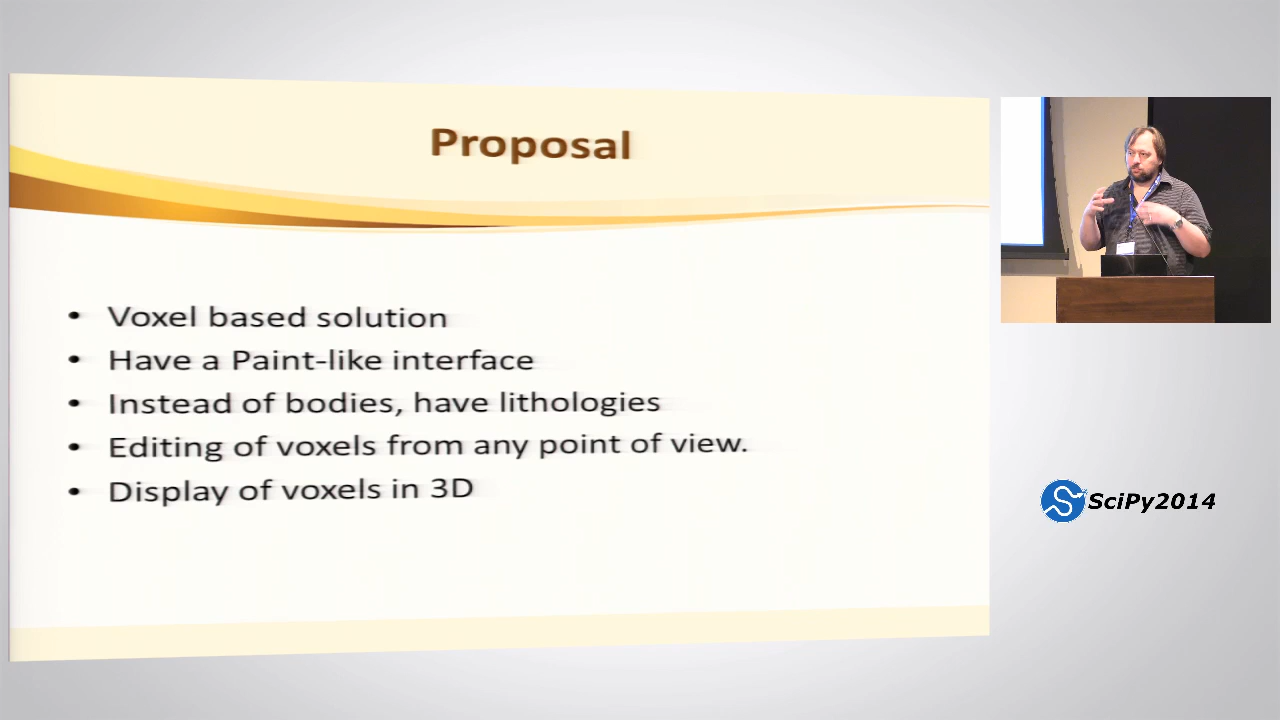 Proposal
• Voxel based solution
• Have a Paint-like interface
• Instead of bodies, have lithologies
• Editing of voxels from any point of view.
• Display of voxels in 3D
SciPy2014